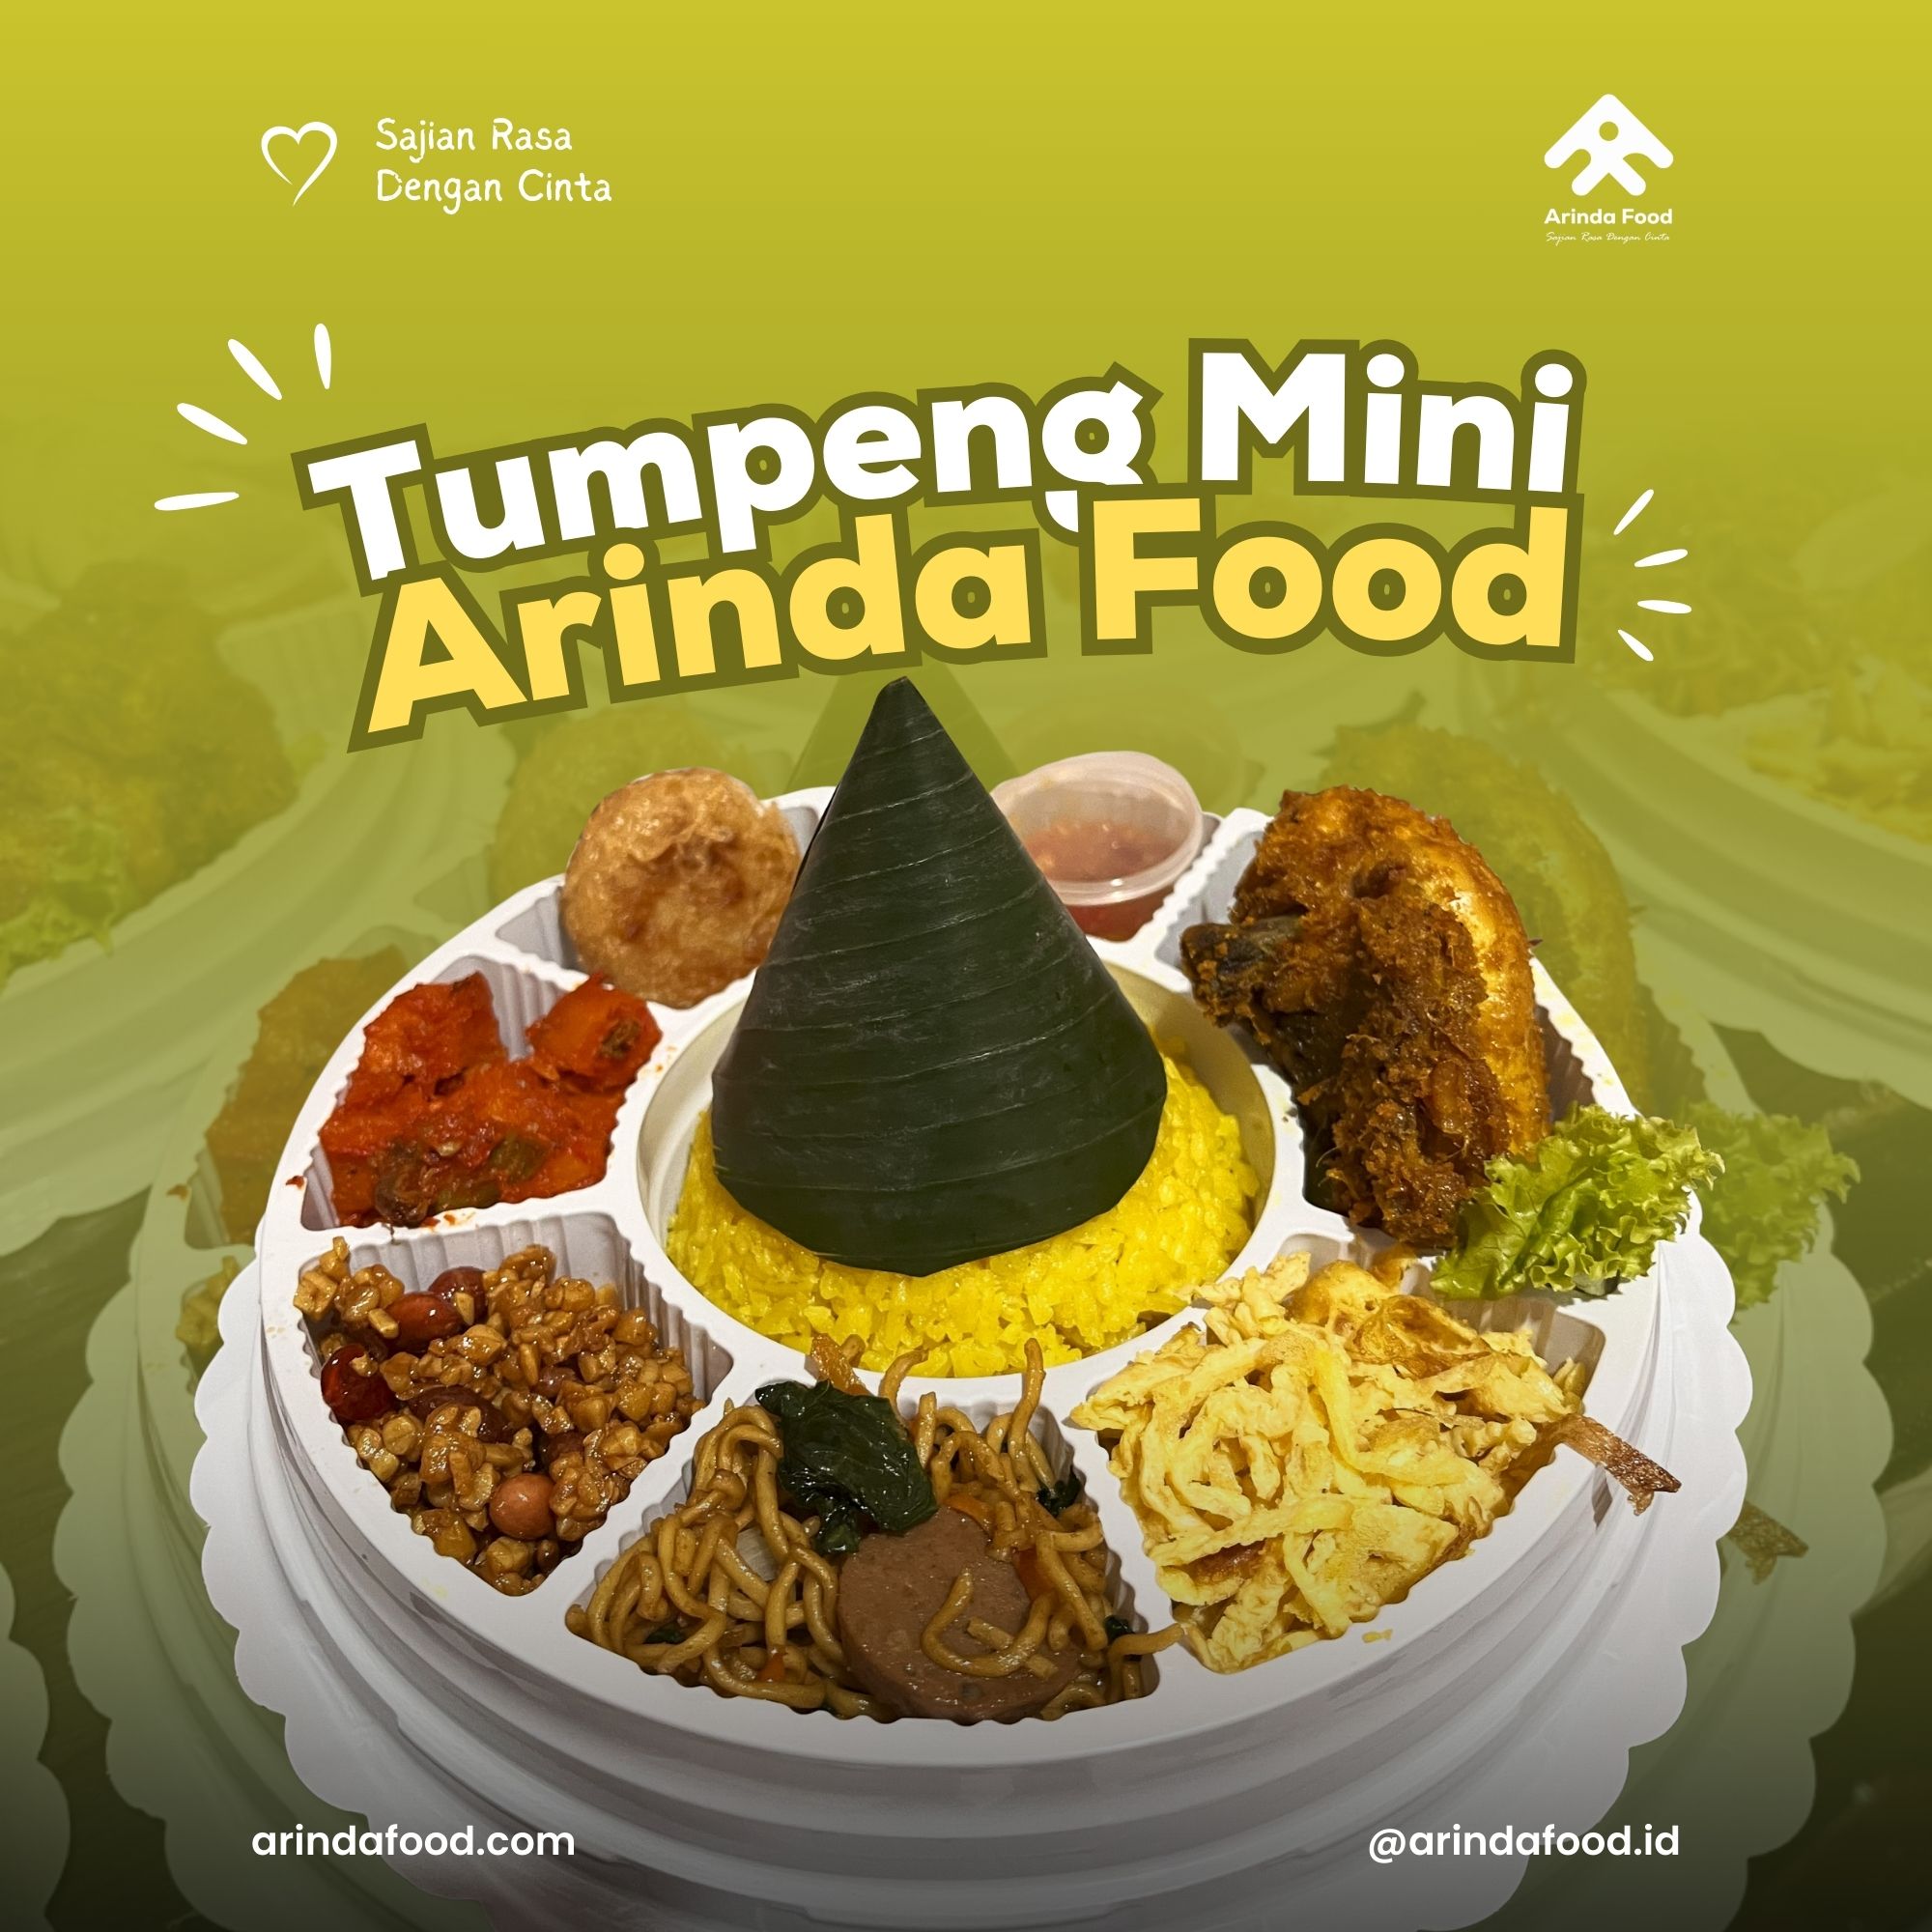 Sajian Rasa
Dengan Cinta
Arinda Food
Sajian Rasa Dengan Cinta
Tumpeng Mini
Arinda Food
arindafood.com
@arindafood.id